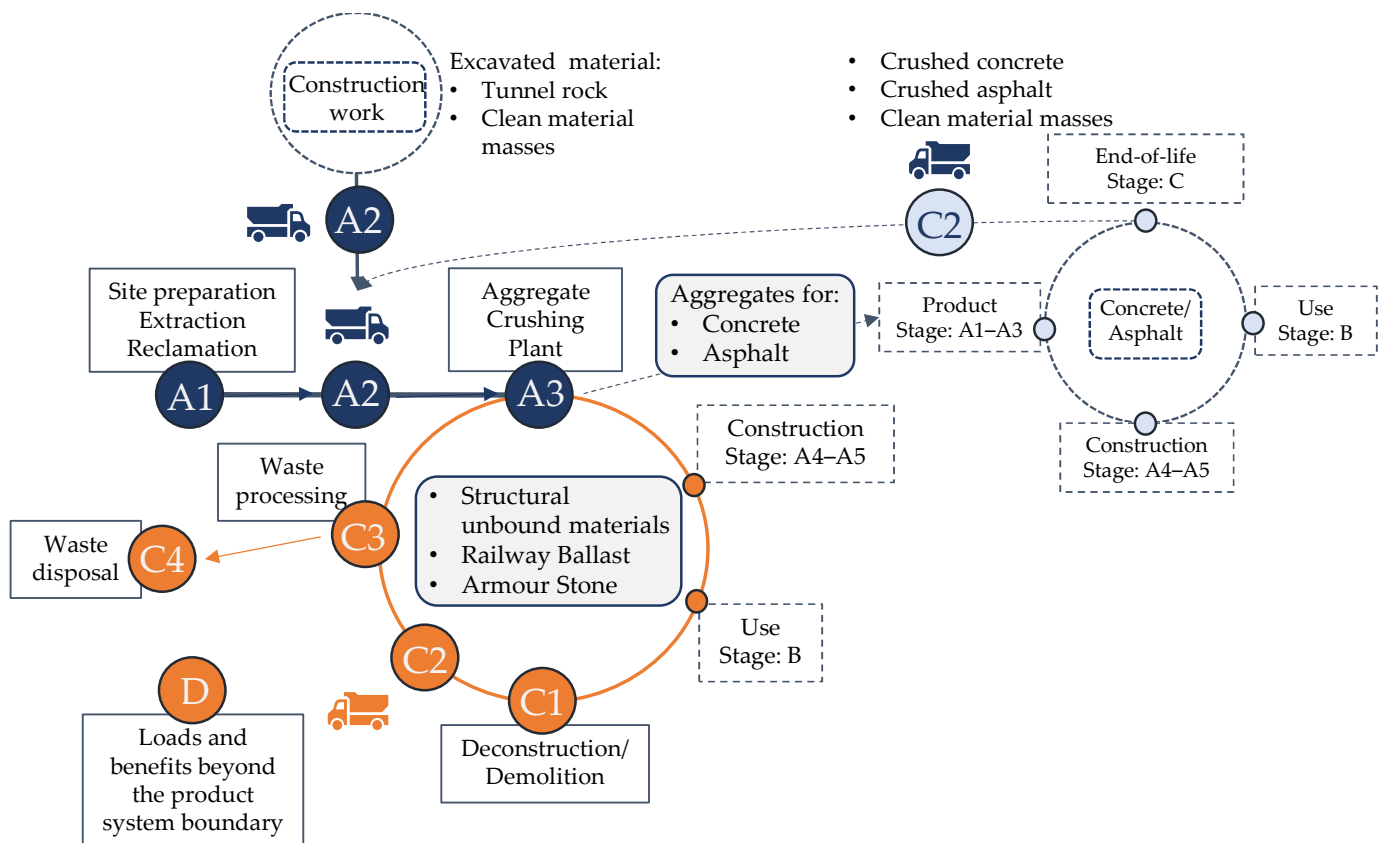 Construction
work
Excavated material:
• Tunnel rock
• Clean material
masses
• Crushed concrete
• Crushed asphalt
• Clean material masses
End-of-life
Stage: C
A2
C2
Site preparation
Extraction
Reclamation
Aggregate
Crushing
Plant
Aggregates for:
• Concrete
• Asphalt
Product
Stage: A1–A3
Concrete/
Asphalt
Use
Stage: B
A1
A2
A3
Construction
Stage: A4–A5
Construction
Stage: A4–A5
Waste
processing
• Structural
unbound materials
• Railway Ballast
• Armour Stone
C3
Waste
disposal
C4
Use
Stage: B
C2
D
C1
Loads and
benefits beyond
the product
system boundary
Deconstruction/
Demolition